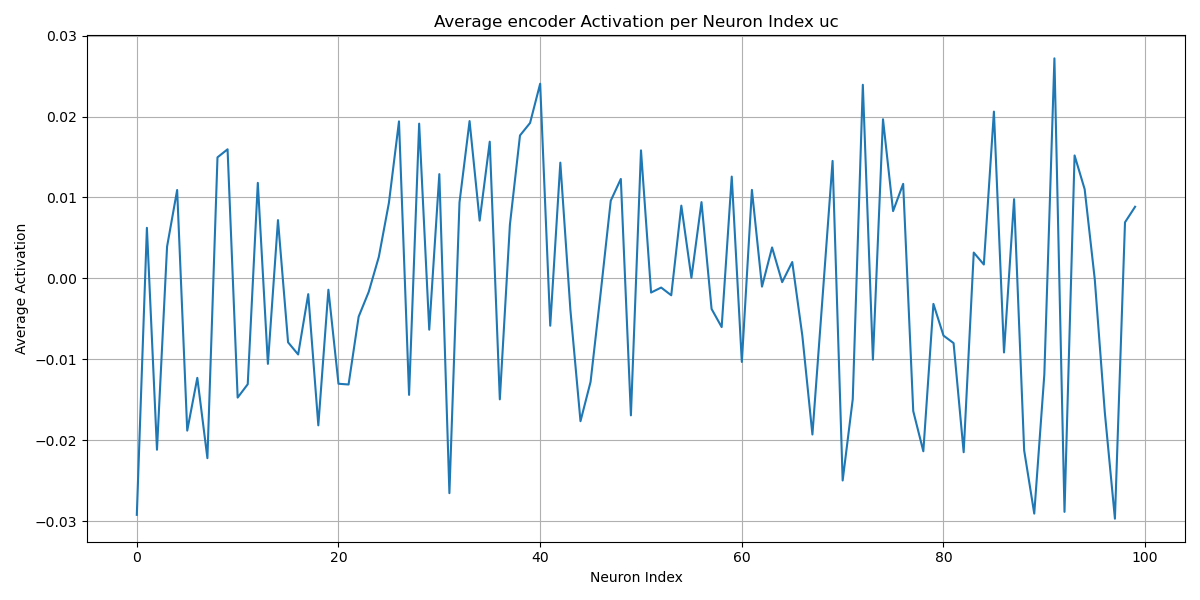 Average encoder Activation per Neuron Index uc
0.03
0.02
0.01
0.00
−0.01
−0.02
−0.03
Average Activation
0 20 40 60 80 100
Neuron Index